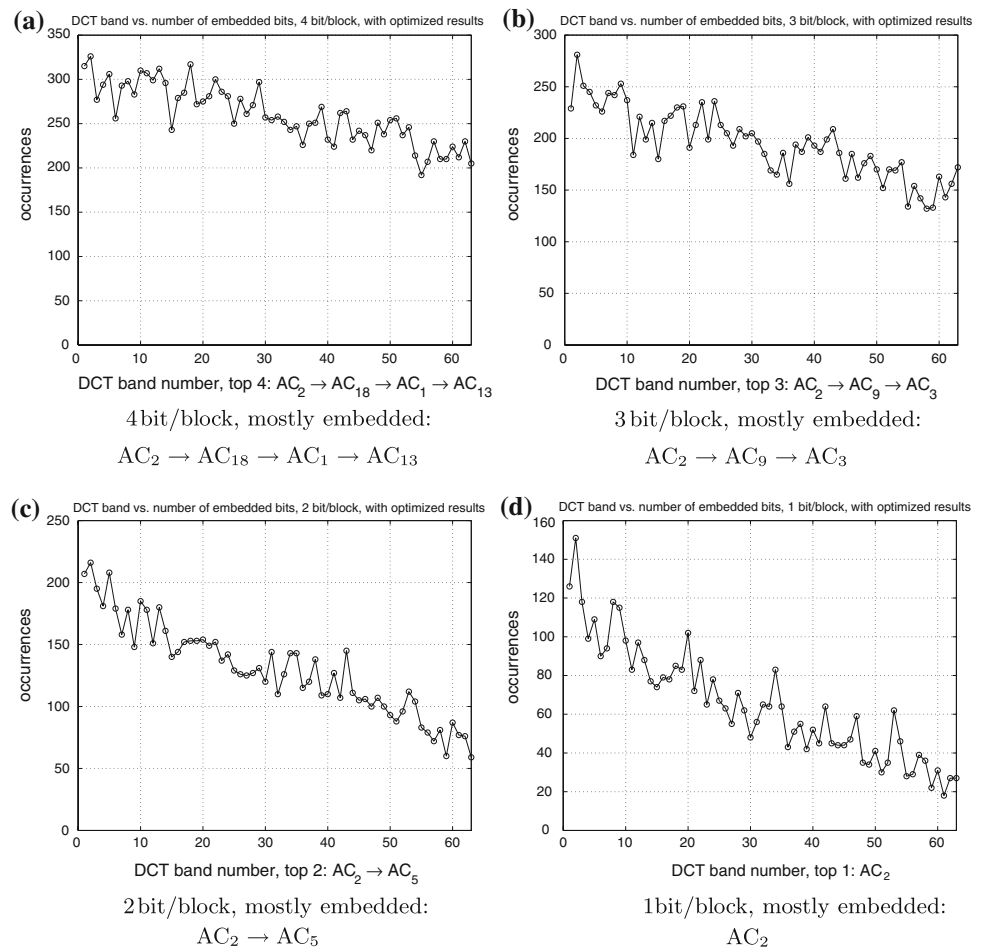 (a)
DCT band vs. number of embedded bits, 4 bit/block, with optimized results
350
300
250
200
150
100
50
0
occurrences
0 10 20 30 40 50 60
DCT band number, top 4: AC₂ → AC₁₈ → AC₁ → AC₁₃
4 bit/block, mostly embedded:
AC₂ → AC₁₈ → AC₁ → AC₁₃
(b)
DCT band vs. number of embedded bits, 3 bit/block, with optimized results
300
250
200
150
100
50
0
occurrences
0 10 20 30 40 50 60
DCT band number, top 3: AC₂ → AC₉ → AC₃
3 bit/block, mostly embedded:
AC₂ → AC₉ → AC₃
(c)
DCT band vs. number of embedded bits, 2 bit/block, with optimized results
250
200
150
100
50
0
occurrences
0 10 20 30 40 50 60
DCT band number, top 2: AC₂ → AC₅
2 bit/block, mostly embedded:
AC₂ → AC₅
(d)
DCT band vs. number of embedded bits, 1 bit/block, with optimized results
160
140
120
100
80
60
40
20
0
occurrences
0 10 20 30 40 50 60
DCT band number, top 1: AC₂
1bit/block, mostly embedded:
AC₂